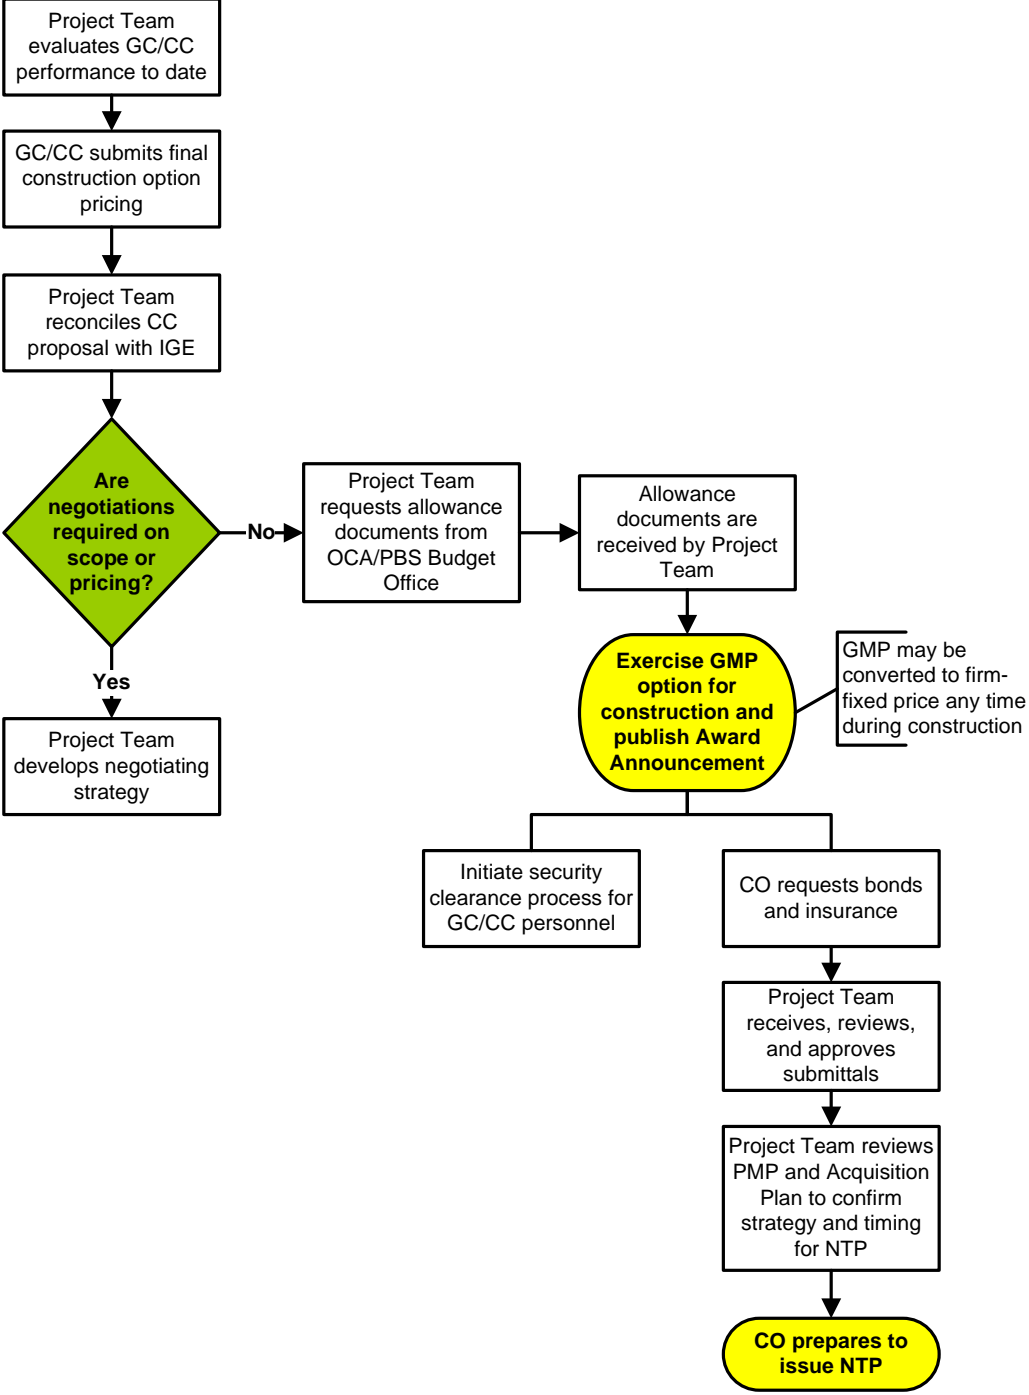 Project Team
evaluates GC/CC
performance to date
GC/CC submits final
construction option
pricing
Project Team
reconciles CC
proposal with IGE
Are
negotiations
required on
scope or
pricing?
No
Project Team
requests allowance
documents from
OCA/PBS Budget
Office
Allowance
documents are
received by Project
Team
Yes
Project Team
develops negotiating
strategy
Exercise GMP
option for
construction and
publish Award
Announcement
GMP may be
converted to firm-
fixed price any time
during construction
Initiate security
clearance process for
GC/CC personnel
CO requests bonds
and insurance
Project Team
receives, reviews,
and approves
submittals
Project Team reviews
PMP and Acquisition
Plan to confirm
strategy and timing
for NTP
CO prepares to
issue NTP